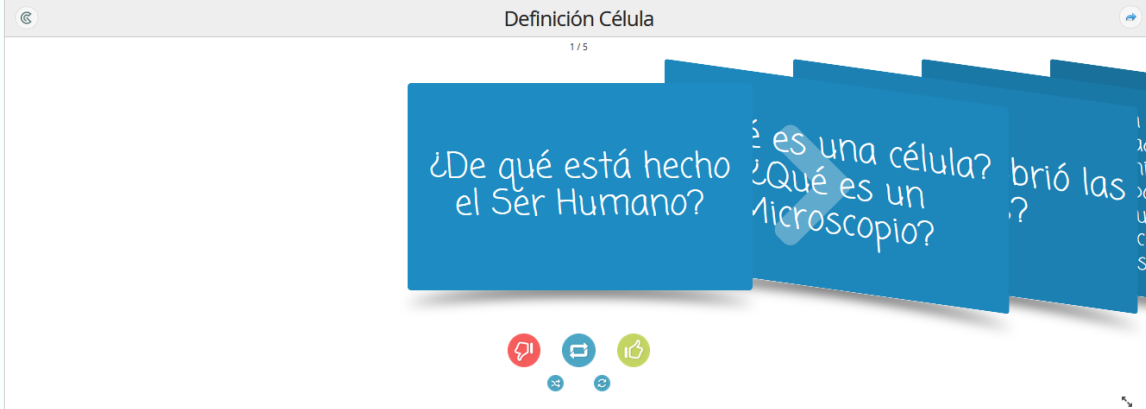 Definición Célula
1 / 5
¿De qué está hecho
el Ser Humano?
es una célula?
¿Qué es un
Microscopio?
brió las